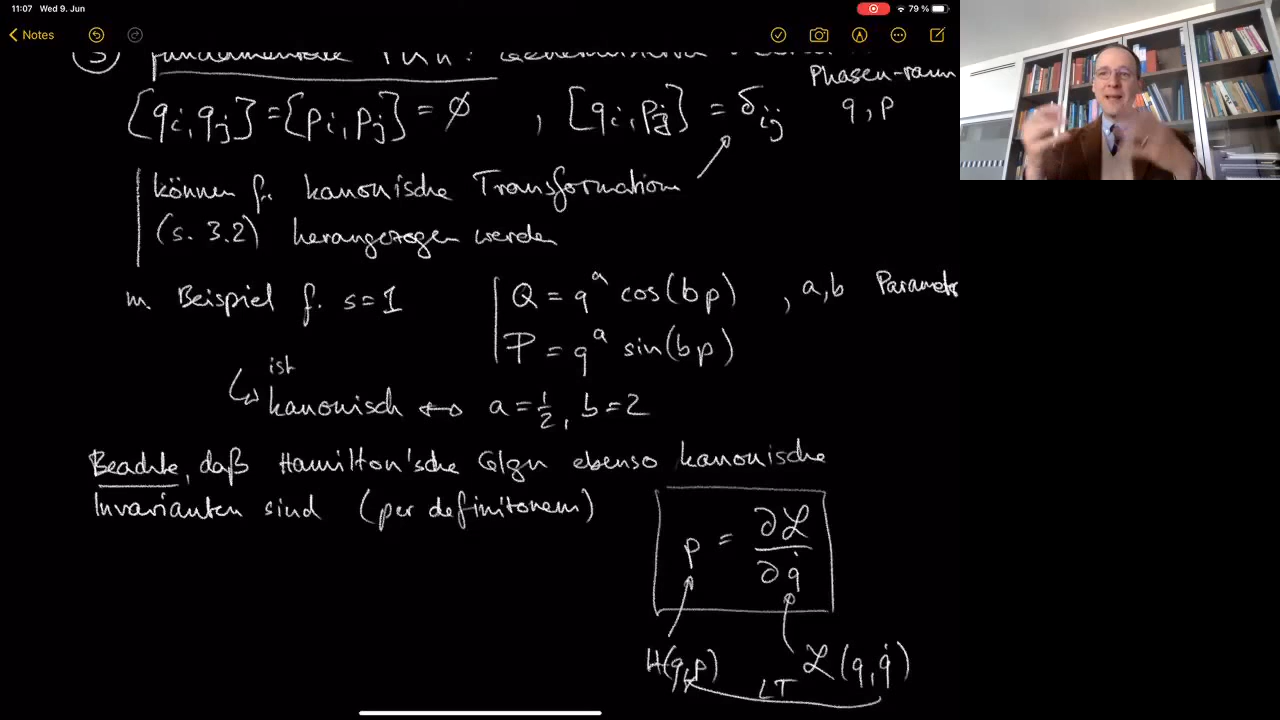 11:07 Wed 9. Jun
79 %
Notes
③ fundamentale
Phasen-raum
q, p
{qi, qj} = {pi, pj} = ∅ , {qi, pj} = δij
können f. kanonische Transformation
(s. 3.2) herangezogen werden
m. Beispiel f. s=1
Q = q^a cos(bp) , a,b Parameter
P = q^a sin(bp)
ist
↳ kanonisch ↔ a = 1/2, b = 2
Beachte, daß Hamilton'sche Glgn ebenso kanonische
Invarianten sind (per definitonem)
p = ∂ℒ/∂q̇
H(q,p) LT ℒ(q, q̇)